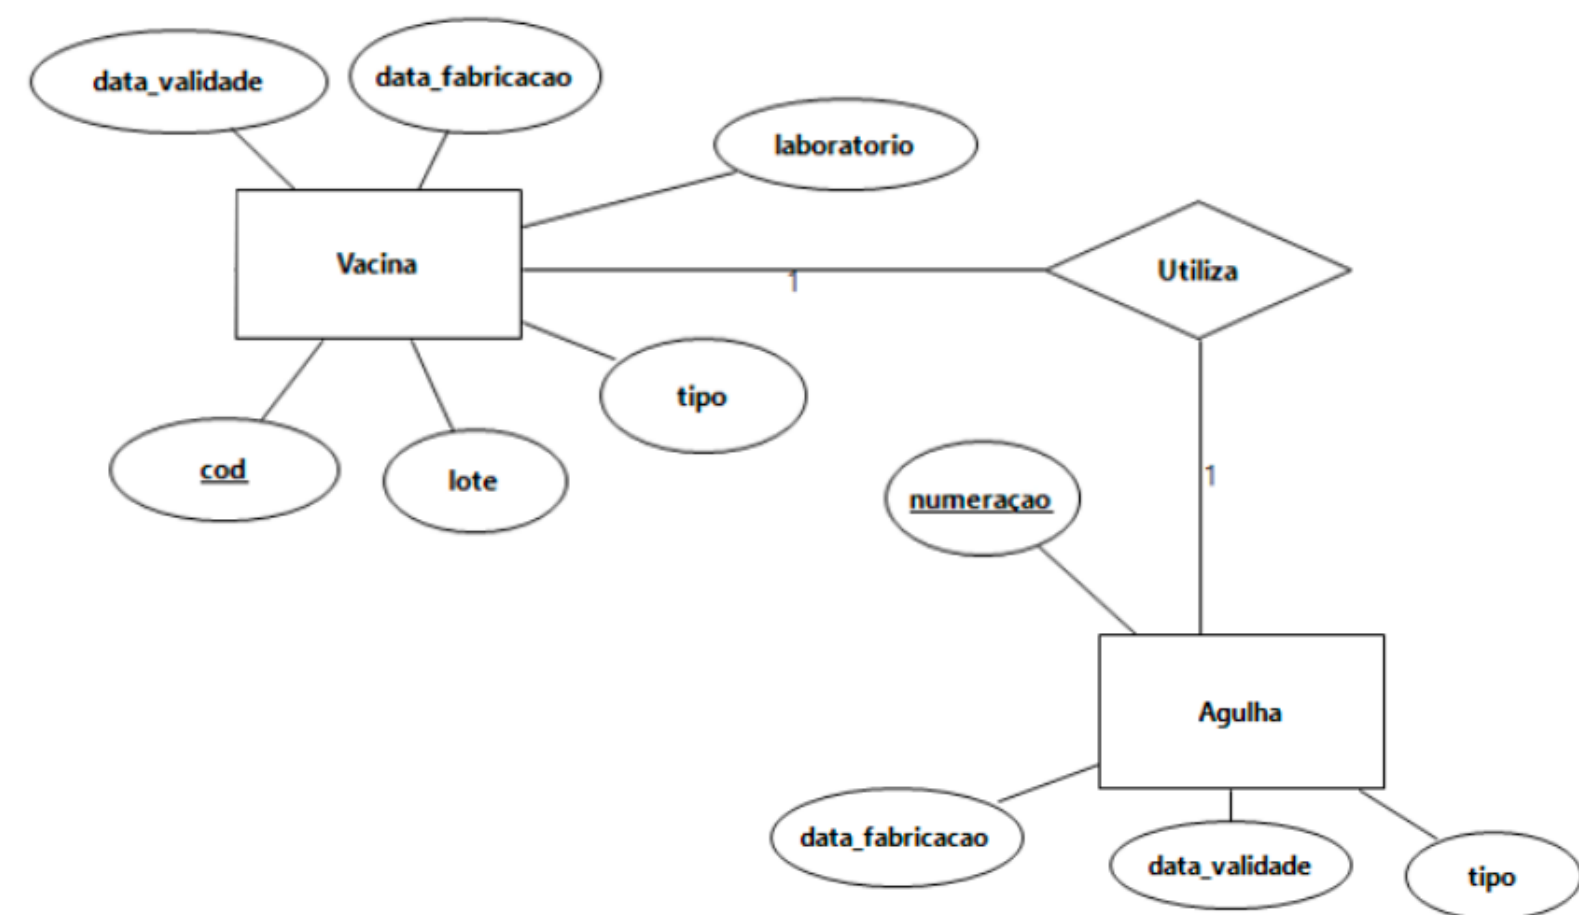 data_validade
data_fabricacao
laboratorio
Vacina
Utiliza
1
tipo
cod
lote
numeraçao
1
Agulha
data_fabricacao
data_validade
tipo